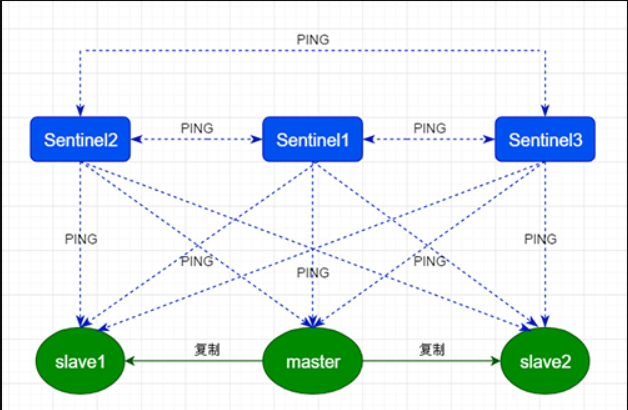 PING
Sentinel2
PING
Sentinel1
PING
Sentinel3
PING
PING
PING
PING
PING
slave1
复制
master
复制
slave2